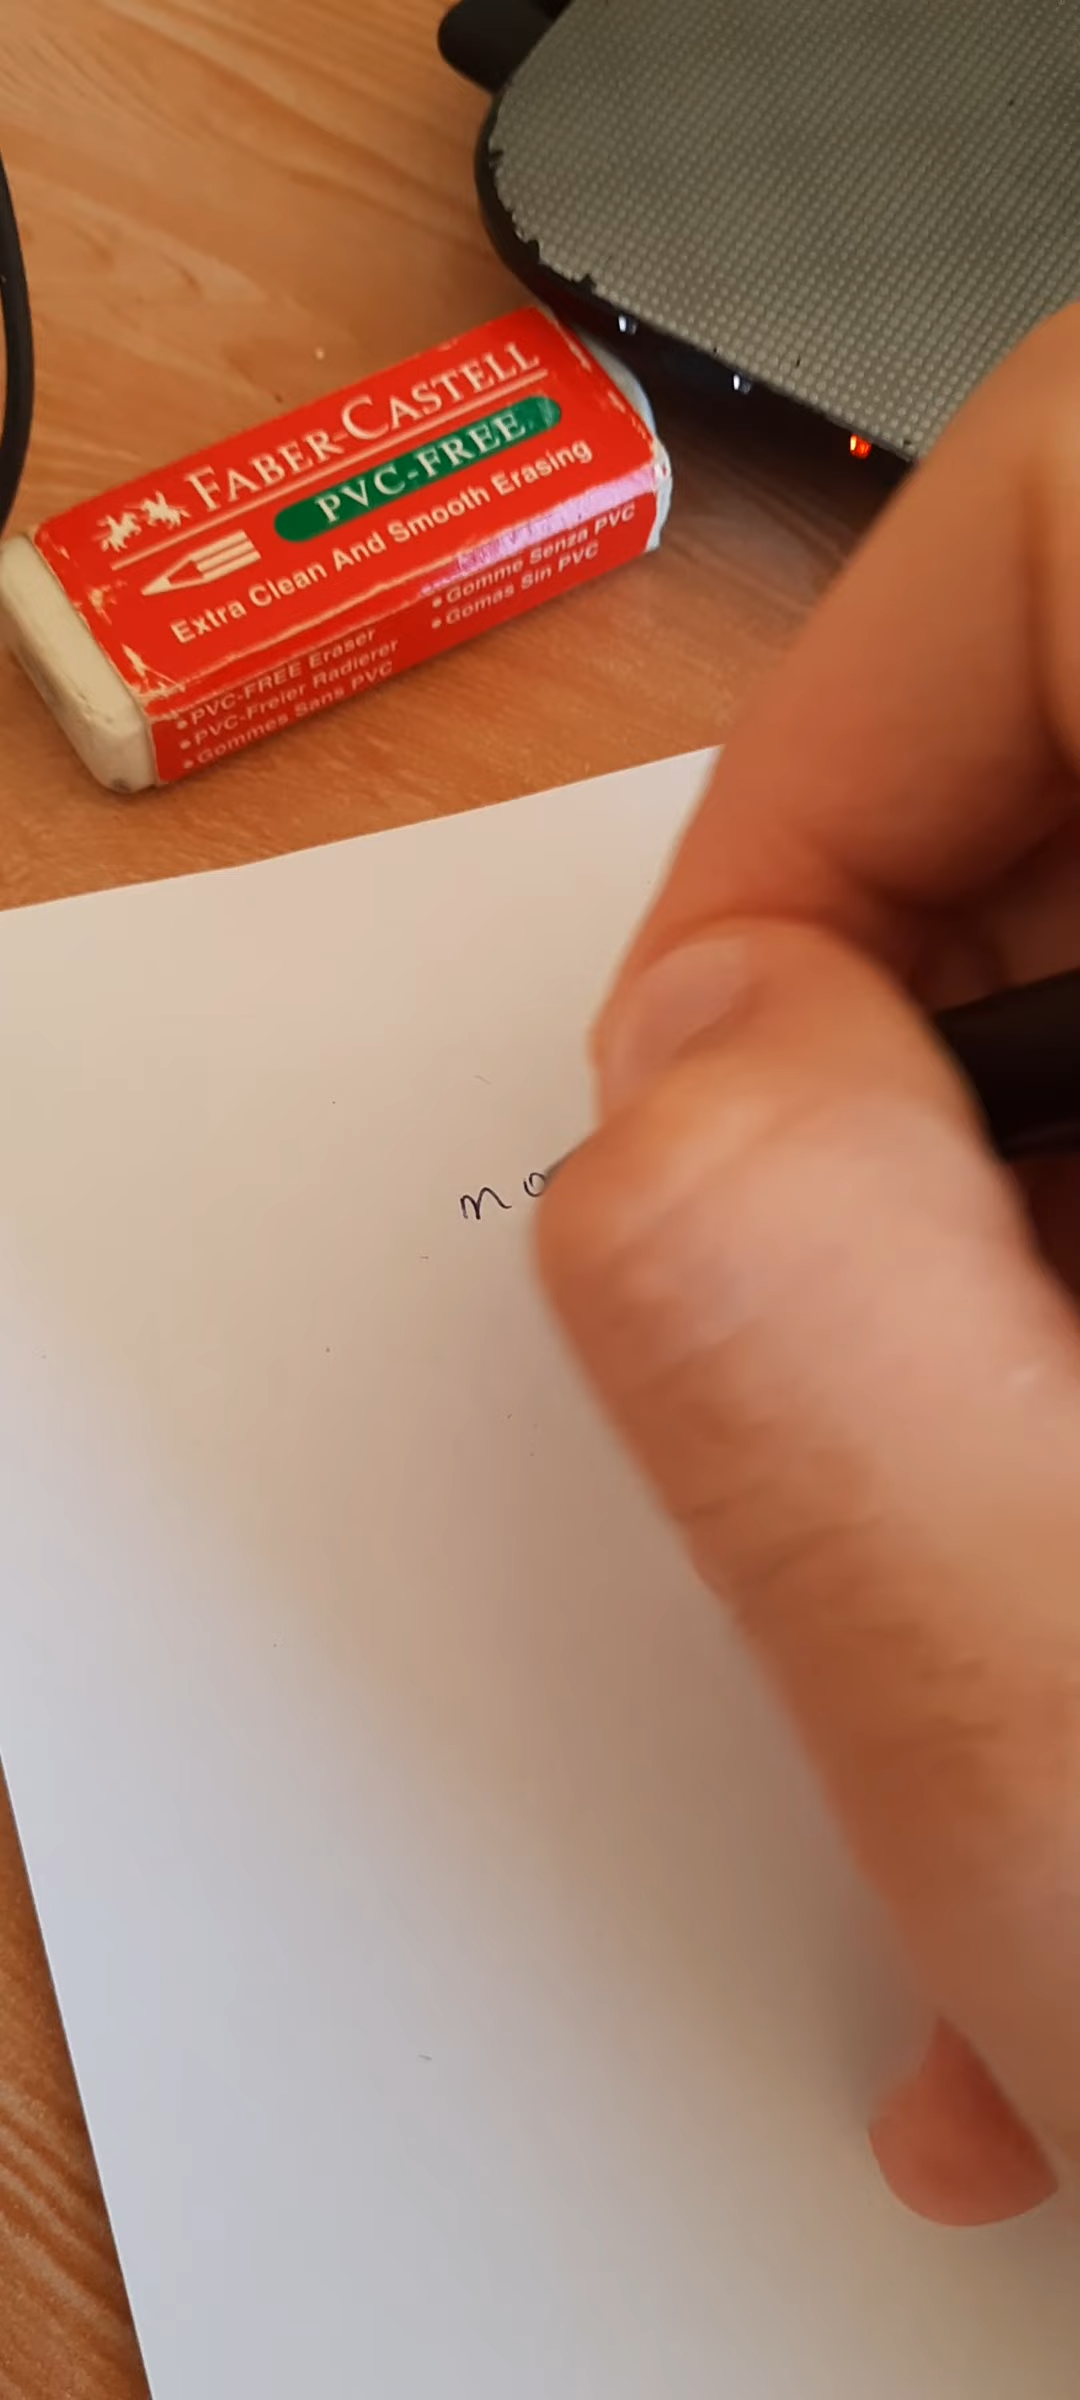 FABER-CASTELL
PVC-FREE
Extra Clean And Smooth Erasing
•PVC-FREE Eraser
•PVC-Freier Radierer
•Gommes Sans PVC
•Gomme Senza PVC
•Gomas Sin PVC
mo